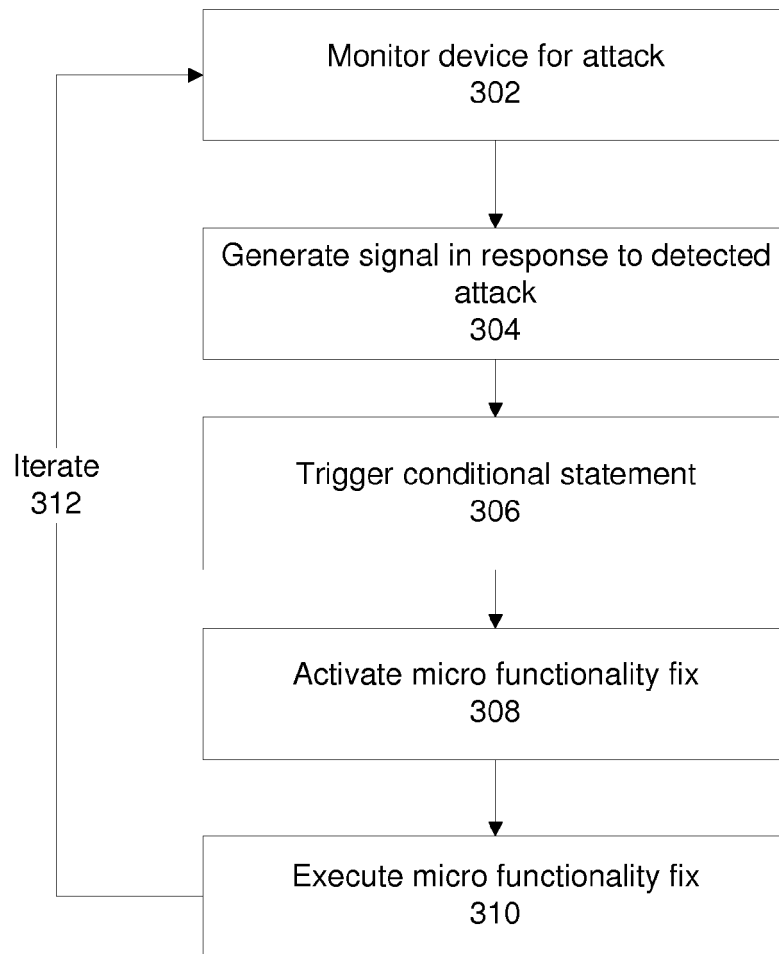 Monitor device for attack
302
Generate signal in response to detected
attack
304
Trigger conditional statement
306
Iterate
312
Activate micro functionality fix
308
Execute micro functionality fix
310